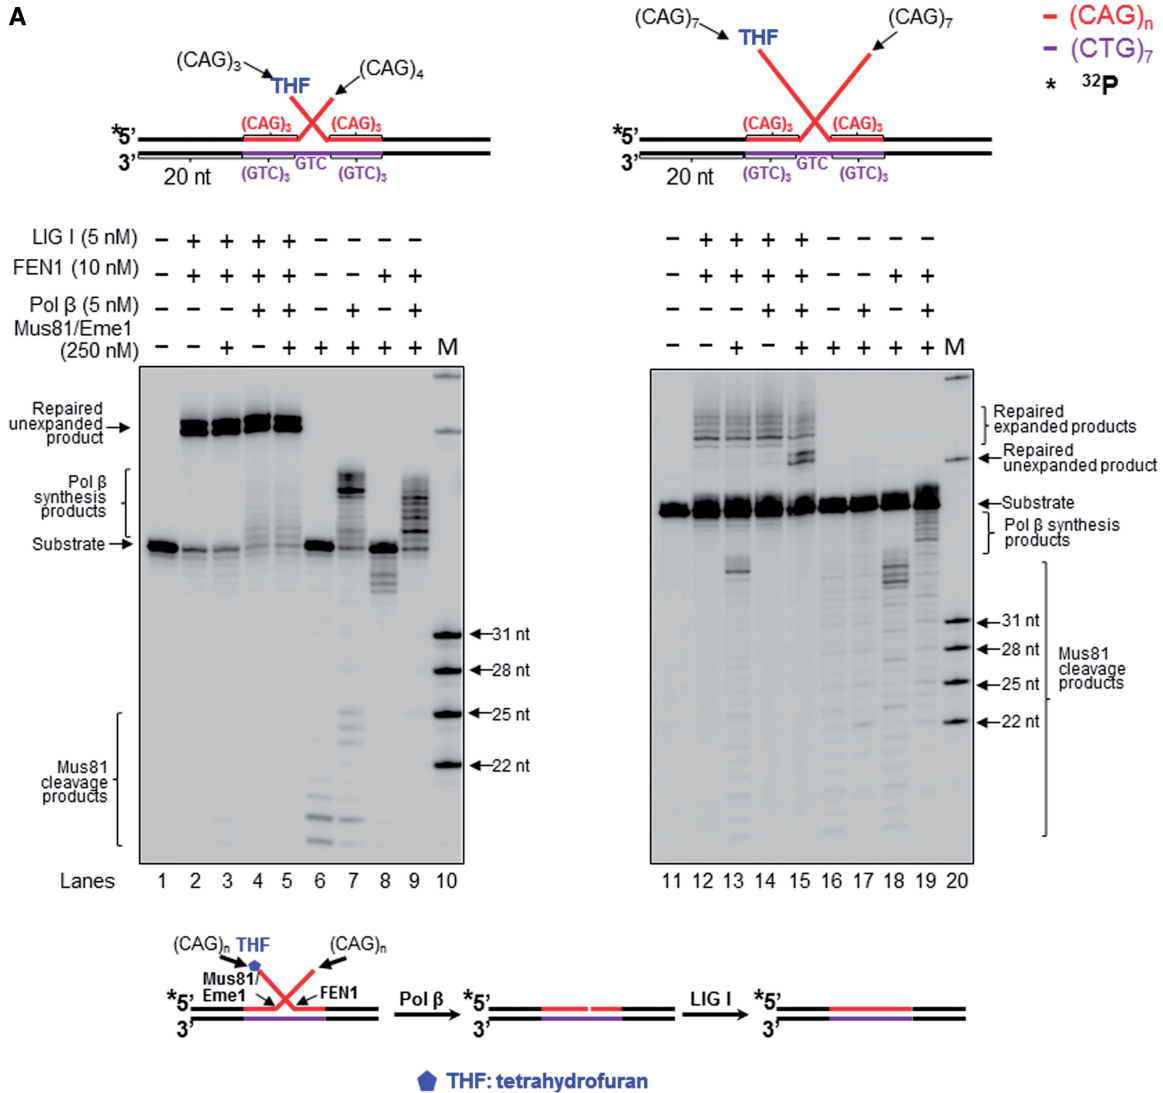 A
(CAG)3 THF (CAG)4
*5' (CAG)3 (CAG)3
3' (GTC)3 GTC (GTC)3
20 nt
(CAG)7 THF (CAG)7
*5' (CAG)3 (CAG)3
3' (GTC)3 GTC (GTC)3
20 nt
– (CAG)n
– (CTG)7
* 32P
LIG I (5 nM) – + + + + – – – –
FEN1 (10 nM) – + + + + – – + +
Pol β (5 nM) – – – + + – + – +
Mus81/Eme1
(250 nM) – – + – + + + + + M
– + + + + – – – –
– + + + + – – + +
– – – + + – + – +
– – + – + + + + + M
Repaired
unexpanded
product
Pol β
synthesis
products
Substrate
Mus81
cleavage
products
31 nt
28 nt
25 nt
22 nt
Repaired
expanded products
Repaired
unexpanded product
Substrate
Pol β synthesis
products
31 nt
28 nt
25 nt
22 nt
Mus81
cleavage
products
Lanes 1 2 3 4 5 6 7 8 9 10
11 12 13 14 15 16 17 18 19 20
(CAG)n THF (CAG)n
Mus81/
Eme1 FEN1
*5'
3'
Pol β
*5'
3'
LIG I
*5'
3'
THF: tetrahydrofuran